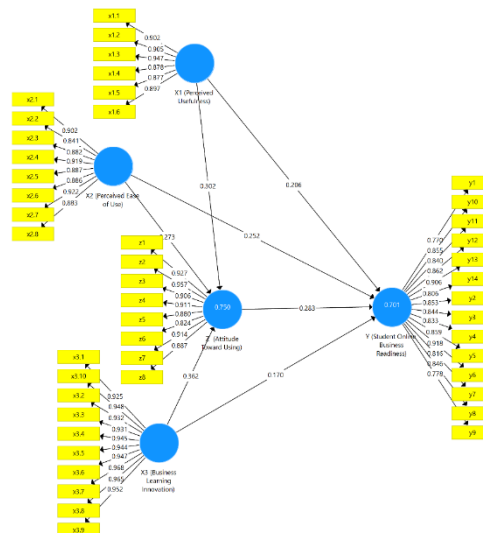 x1.1
x1.2
x1.3
x1.4
x1.5
x1.6
0.902
0.905
0.947
0.878
0.877
0.897
X1 (Perceived
Usefulness)
x2.1
x2.2
x2.3
x2.4
x2.5
x2.6
x2.7
x2.8
0.902
0.841
0.882
0.919
0.887
0.886
0.922
0.883
X2 (Perceived Ease
of Use)
0.302
0.206
0.252
0.273
z1
z2
z3
z4
z5
z6
z7
z8
0.927
0.957
0.906
0.911
0.880
0.824
0.914
0.887
0.750
Z (Attitude
Toward Using)
0.283
0.362
0.170
x3.1
x3.10
x3.2
x3.3
x3.4
x3.5
x3.6
x3.7
x3.8
x3.9
0.925
0.948
0.932
0.931
0.945
0.944
0.947
0.968
0.965
0.952
X3 (Business
Learning
Innovation)
y1
y10
y11
y12
y13
y14
y2
y3
y4
y5
y6
y7
y8
y9
0.770
0.855
0.840
0.862
0.906
0.806
0.855
0.844
0.833
0.859
0.918
0.846
0.778
0.701
Y (Student Online
Business
Readiness)